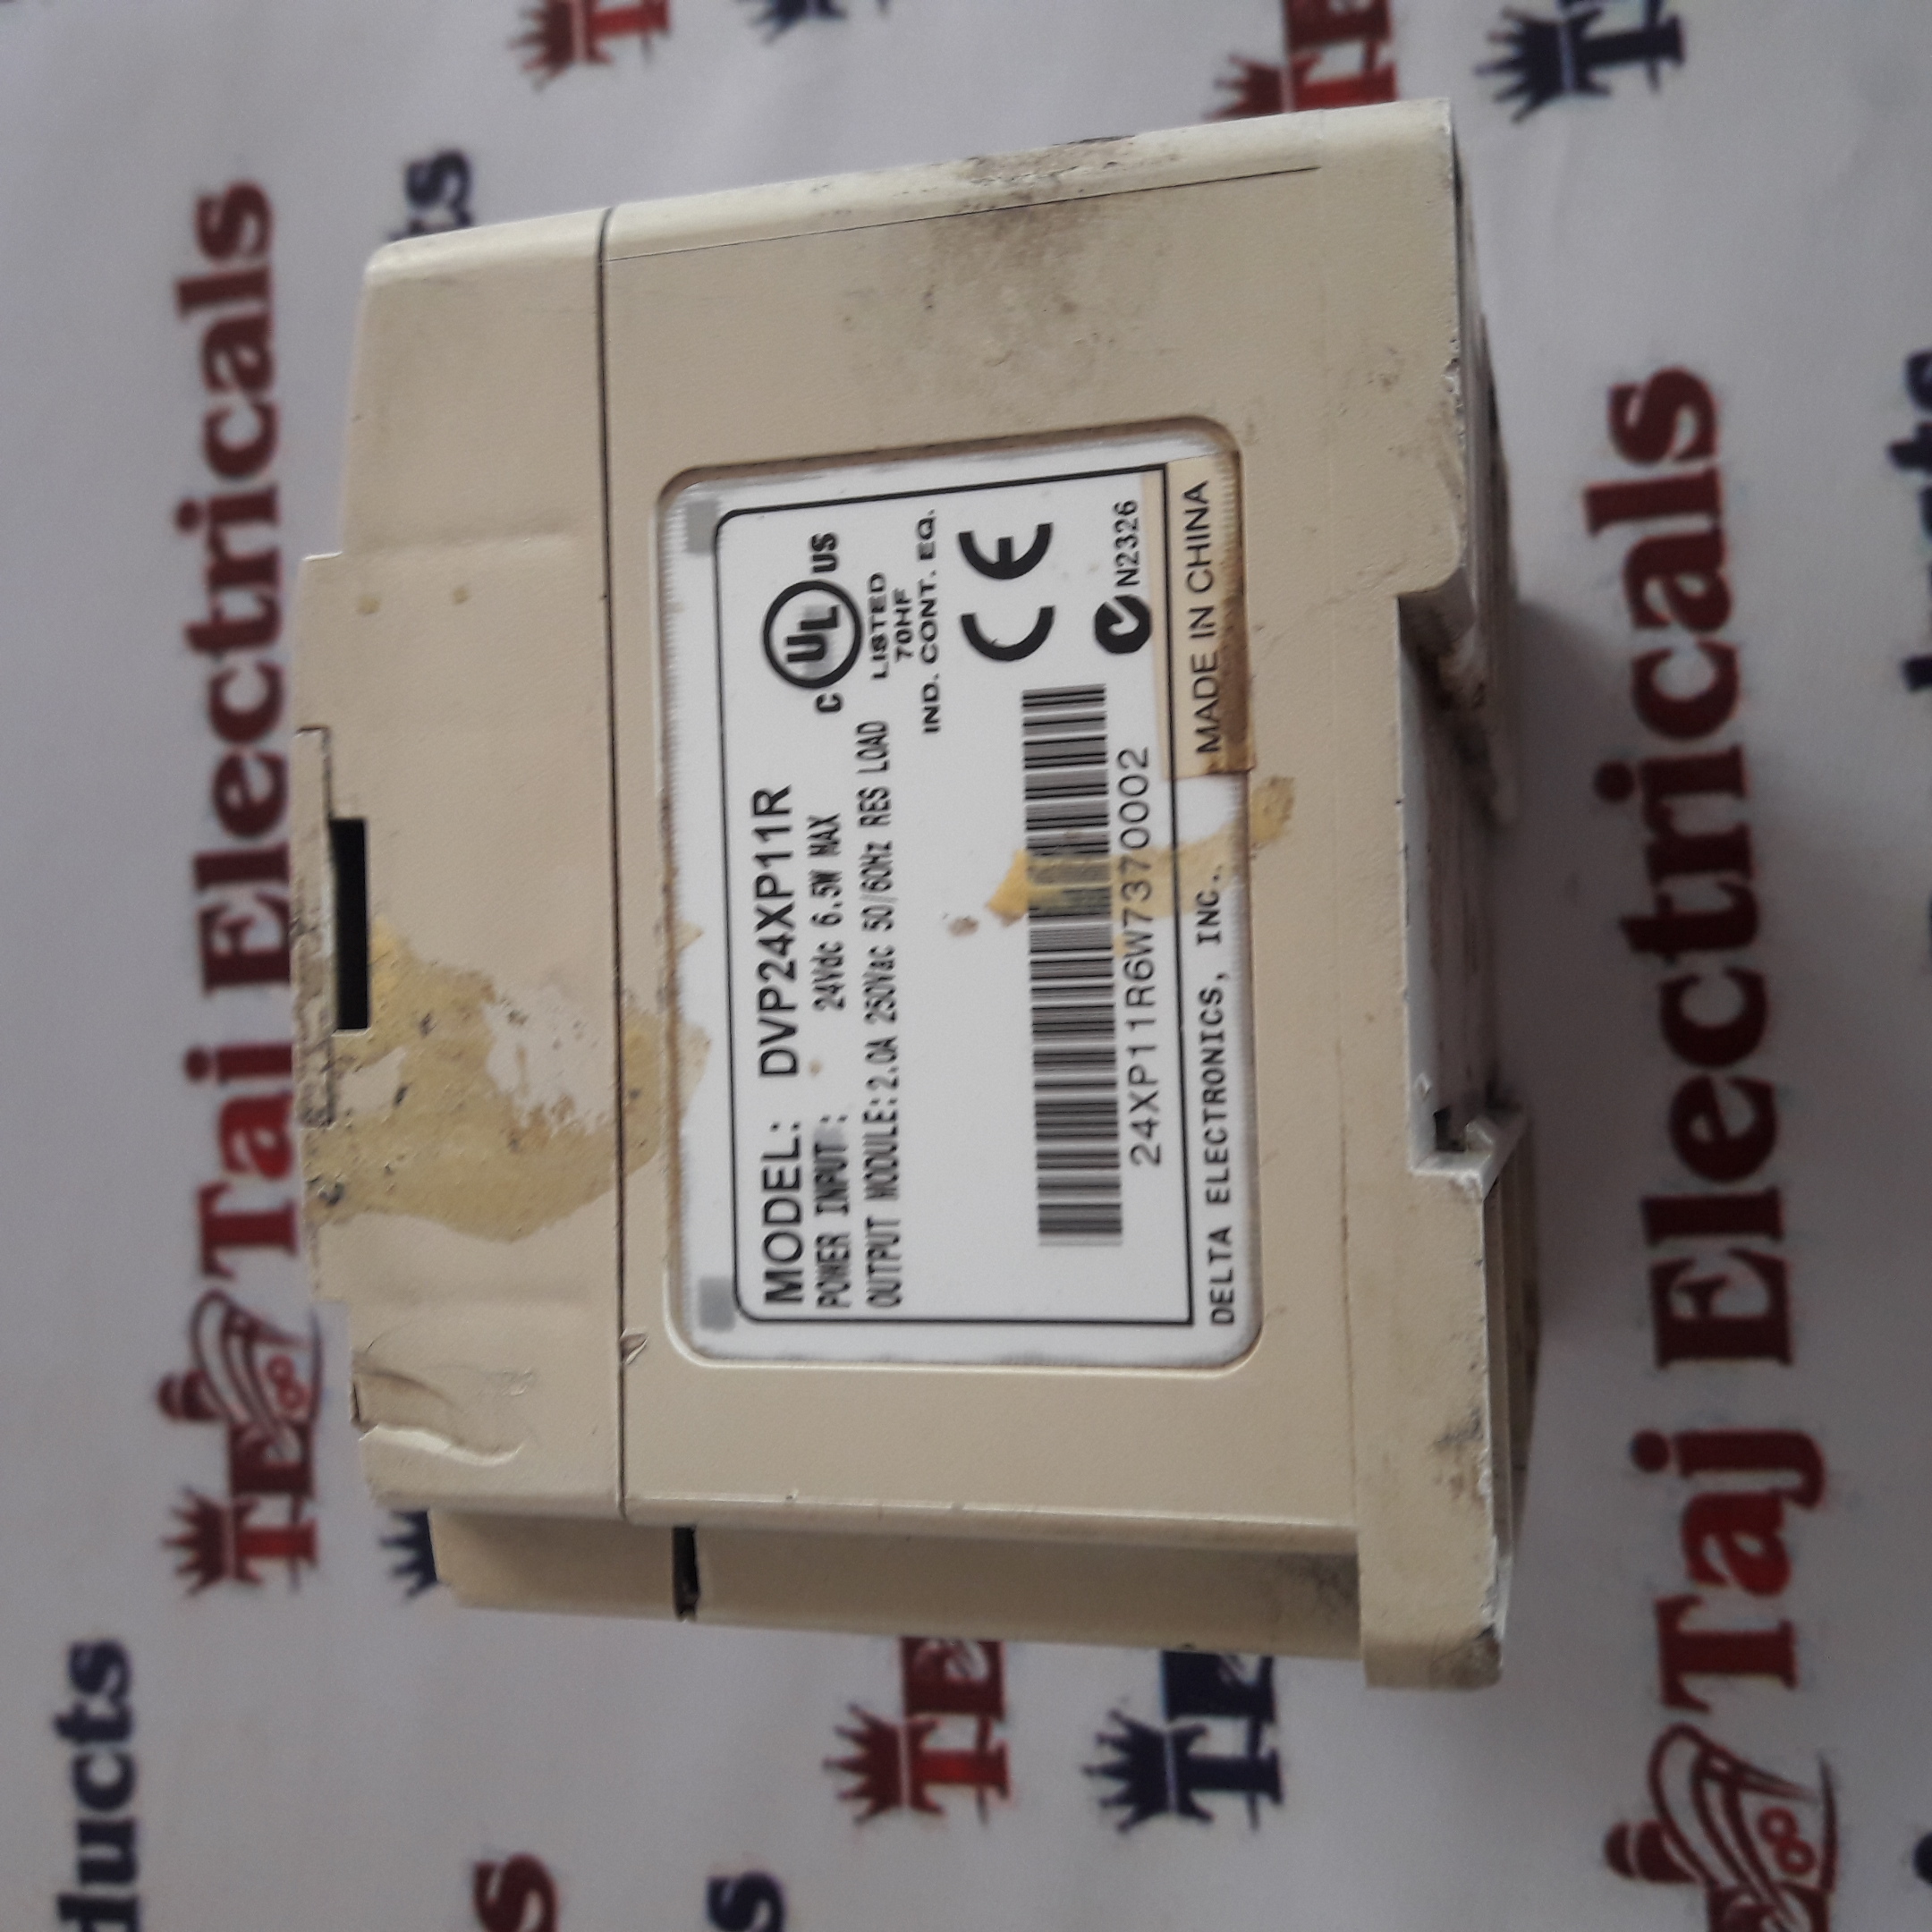 MODEL: DVP24XP11R
POWER INPUT : 24Vdc 6.5W MAX
OUTPUT MODULE: 2.0A 250Vac 50/60Hz RES LOAD
C UL US
LISTED
70HF
IND. CONT. EQ.
CE
N2326
24XP11R6W7370002
DELTA ELECTRONICS, INC.
MADE IN CHINA
Taj Electricals
Taj Electricals